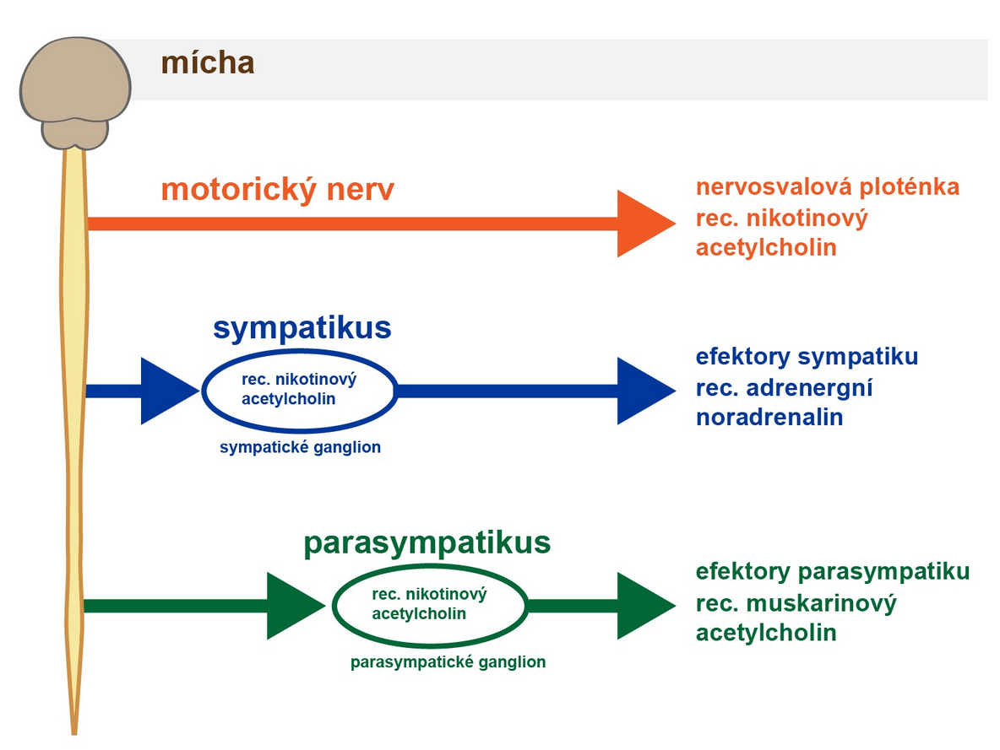 mícha
motorický nerv
nervosvalová ploténka
rec. nikotinový
acetylcholin
sympatikus
rec. nikotinový
acetylcholin
sympatické ganglion
efektory sympatiku
rec. adrenergní
noradrenalin
parasympatikus
rec. nikotinový
acetylcholin
parasympatické ganglion
efektory parasympatiku
rec. muskarinový
acetylcholin